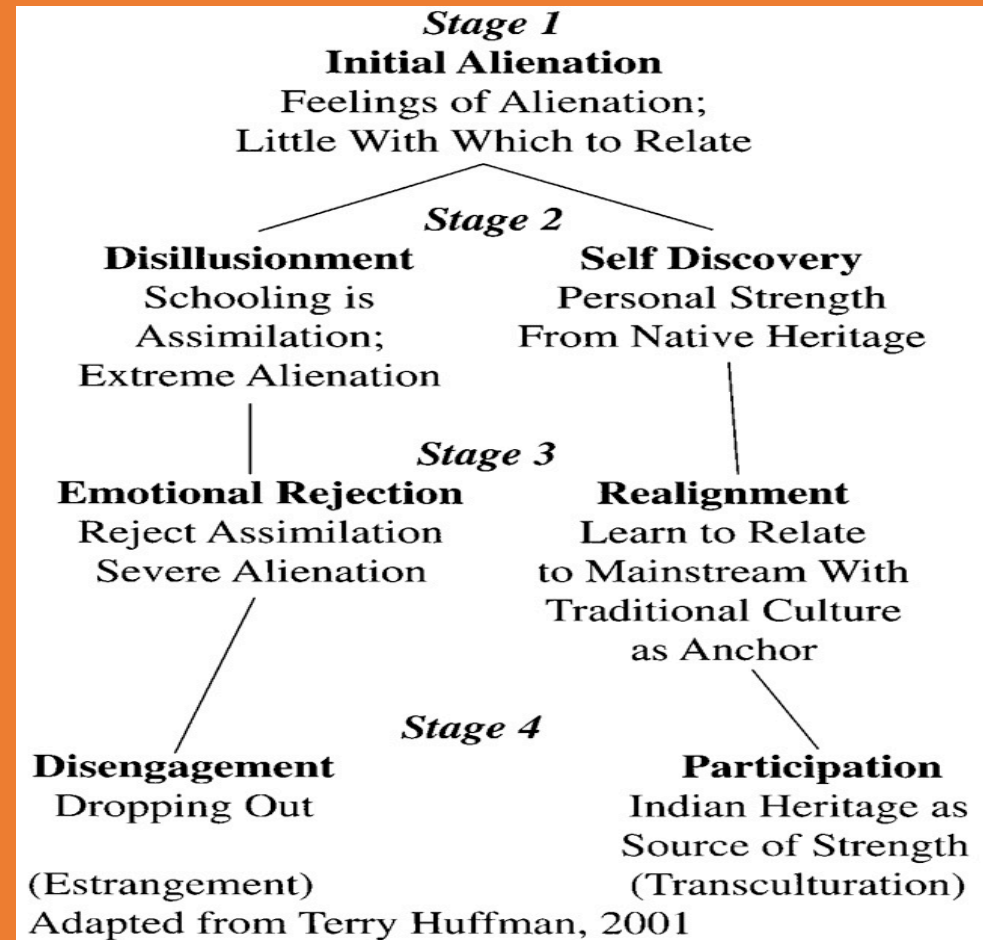 Stage 1
Initial Alienation
Feelings of Alienation;
Little With Which to Relate
Stage 2
Disillusionment
Schooling is
Assimilation;
Extreme Alienation
Self Discovery
Personal Strength
From Native Heritage
Stage 3
Emotional Rejection
Reject Assimilation
Severe Alienation
Realignment
Learn to Relate
to Mainstream With
Traditional Culture
as Anchor
Stage 4
Disengagement
Dropping Out
(Estrangement)
Participation
Indian Heritage as
Source of Strength
(Transculturation)
Adapted from Terry Huffman, 2001